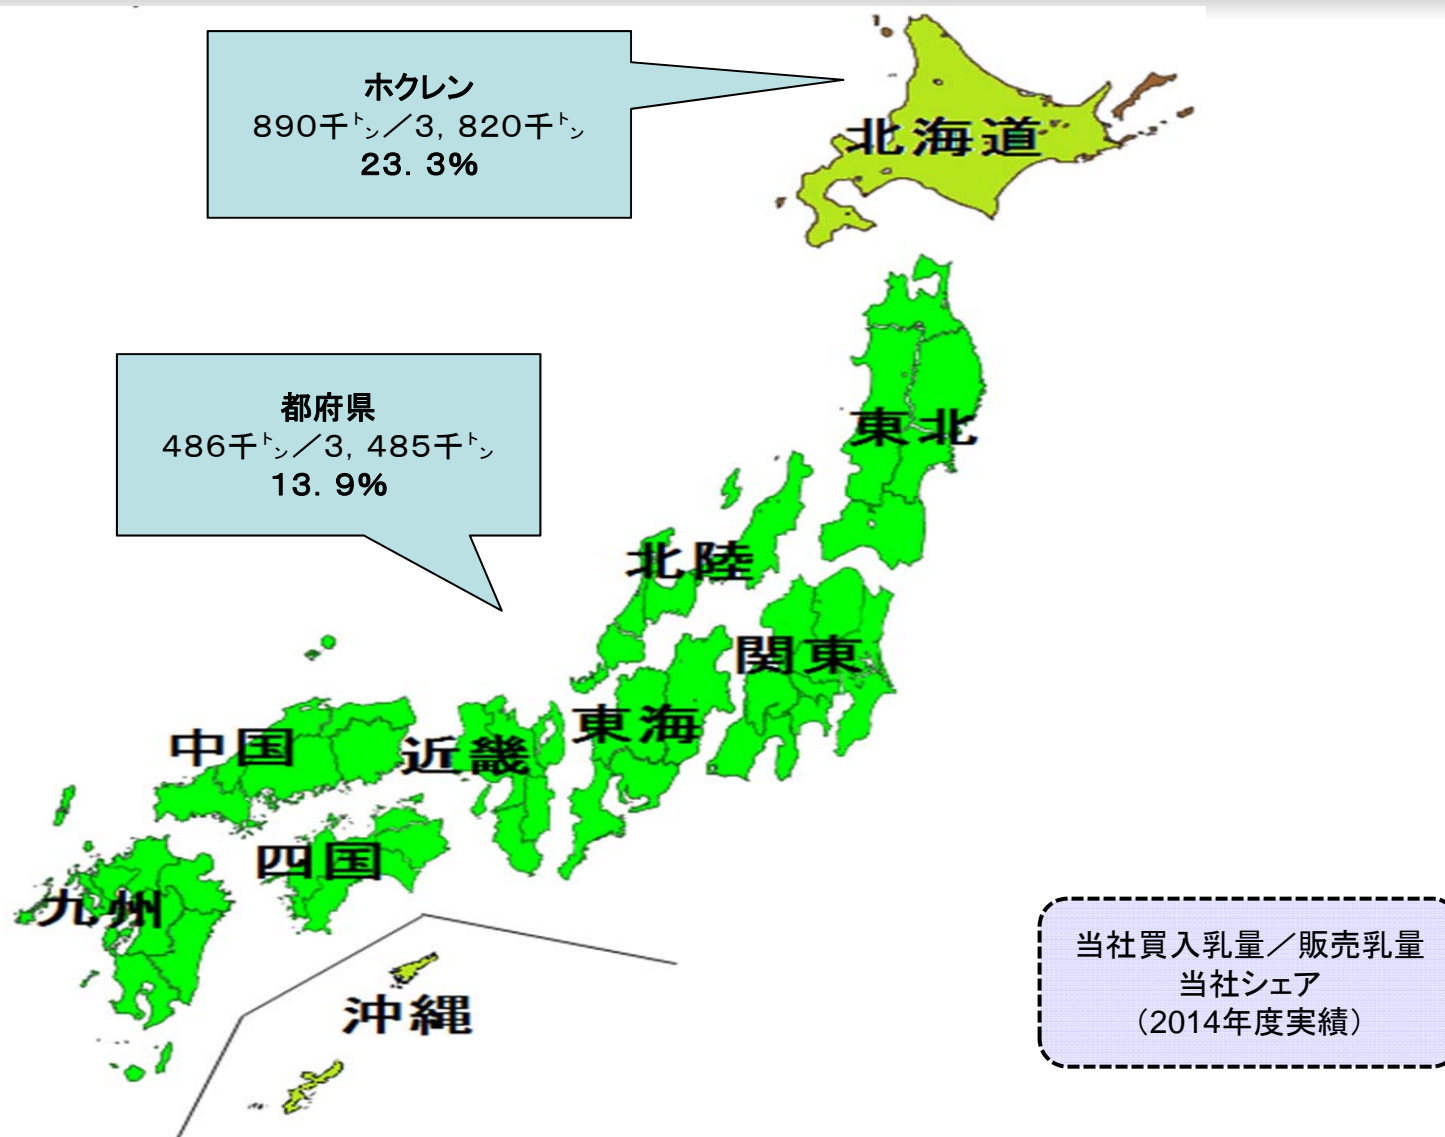 ホクレン
890千㌧／3,820千㌧
23.3%
北海道
都府県
486千㌧／3,485千㌧
13.9%
東北
北陸
関東
東海
中国
近畿
四国
九州
沖縄
当社買入乳量／販売乳量
当社シェア
（2014年度実績）